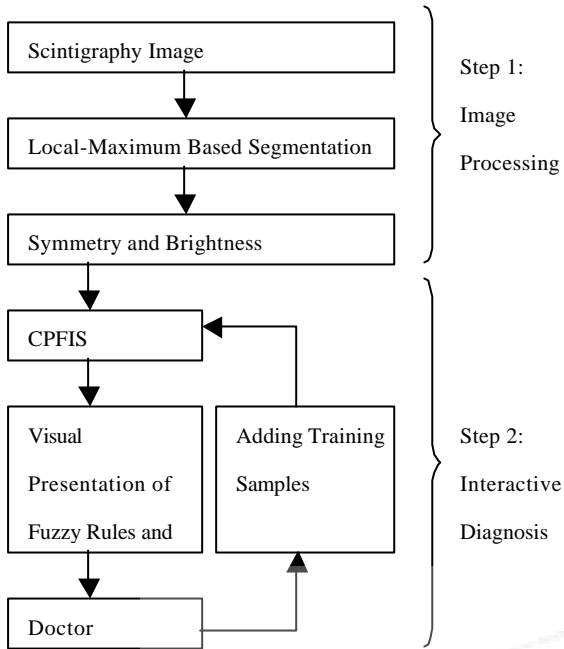 Scintigraphy Image
Local-Maximum Based Segmentation
Symmetry and Brightness
CPFIS
Visual
Presentation of
Fuzzy Rules and
Adding Training
Samples
Doctor
Step 1:
Image
Processing
Step 2:
Interactive
Diagnosis